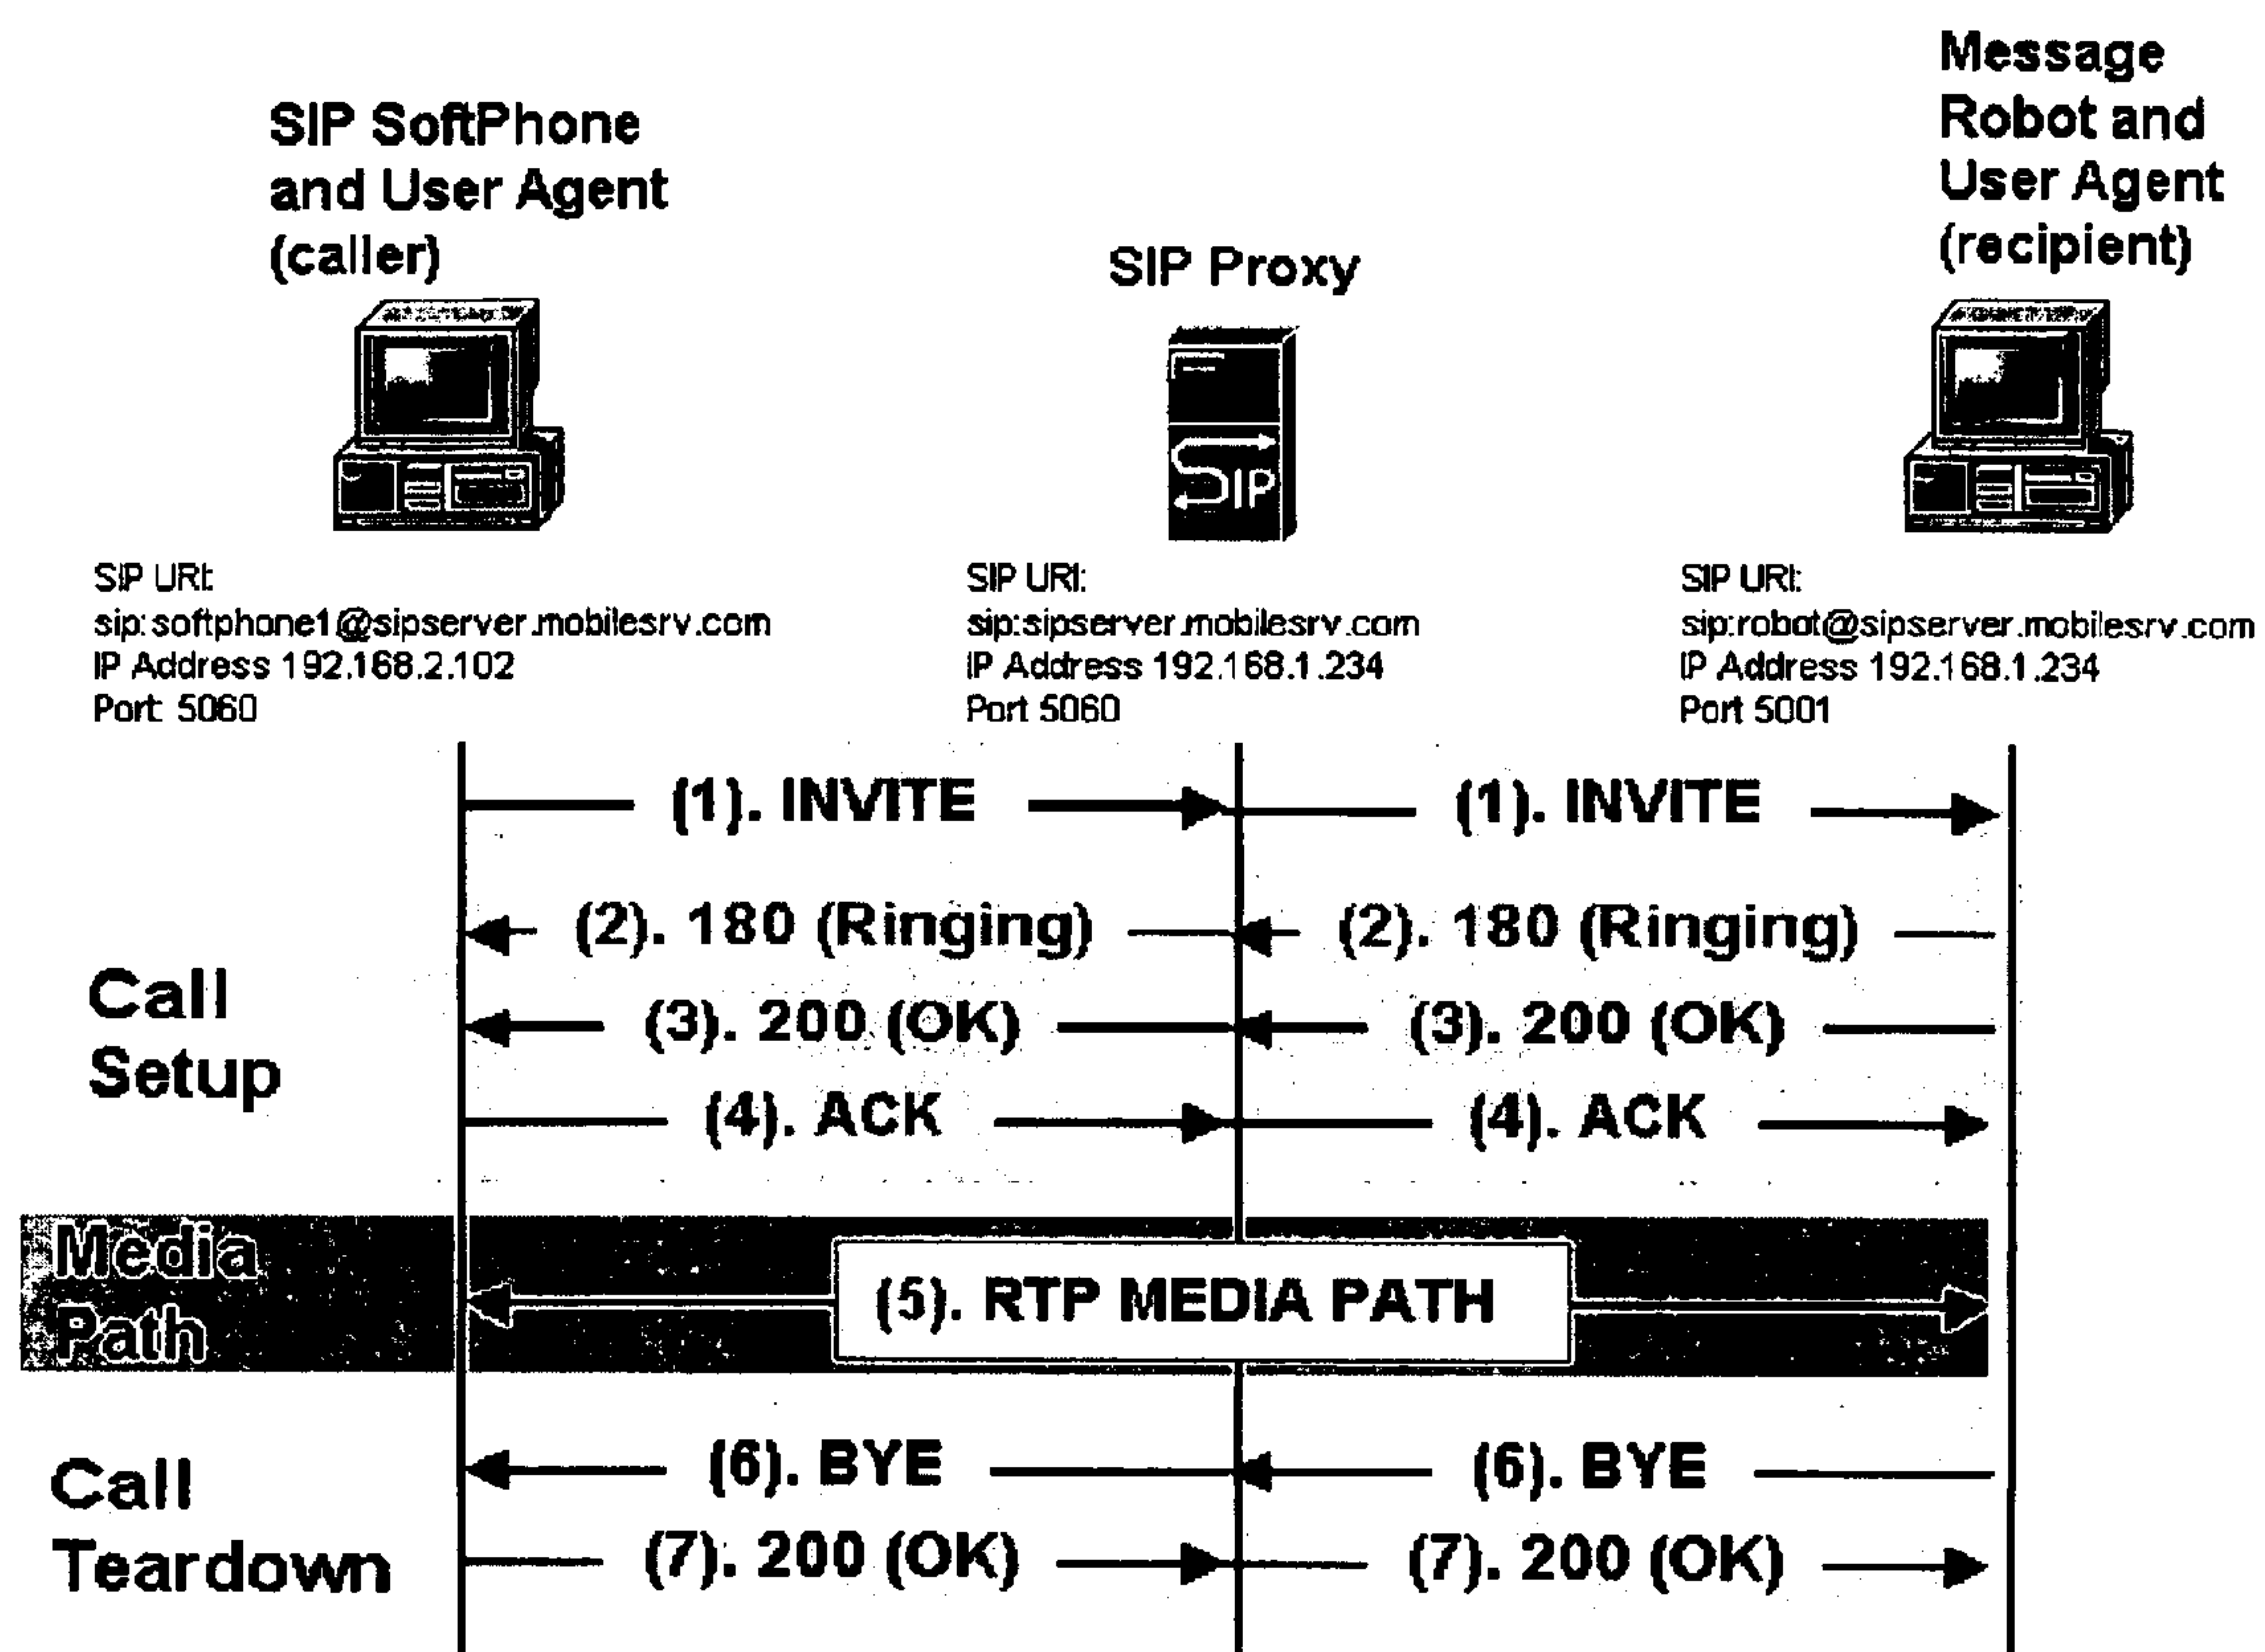 SIP SoftPhone
and User Agent
(caller)
SIP Proxy
Message
Robot and
User Agent
(recipient)
SIP
SIP URI:
sip:softphone1@sipserver.mobilesrv.com
IP Address 192.168.2.102
Port: 5060
SIP URI:
sip:sipserver.mobilesrv.com
IP Address 192.168.1.234
Port 5060
SIP URI:
sip:robot@sipserver.mobilesrv.com
IP Address 192.168.1.234
Port 5001
Call
Setup
(1). INVITE
(1). INVITE
(2). 180 (Ringing)
(2). 180 (Ringing)
(3). 200 (OK)
(3). 200 (OK)
(4). ACK
(4). ACK
Media
Path
(5). RTP MEDIA PATH
Call
Teardown
(6). BYE
(6). BYE
(7). 200 (OK)
(7). 200 (OK)